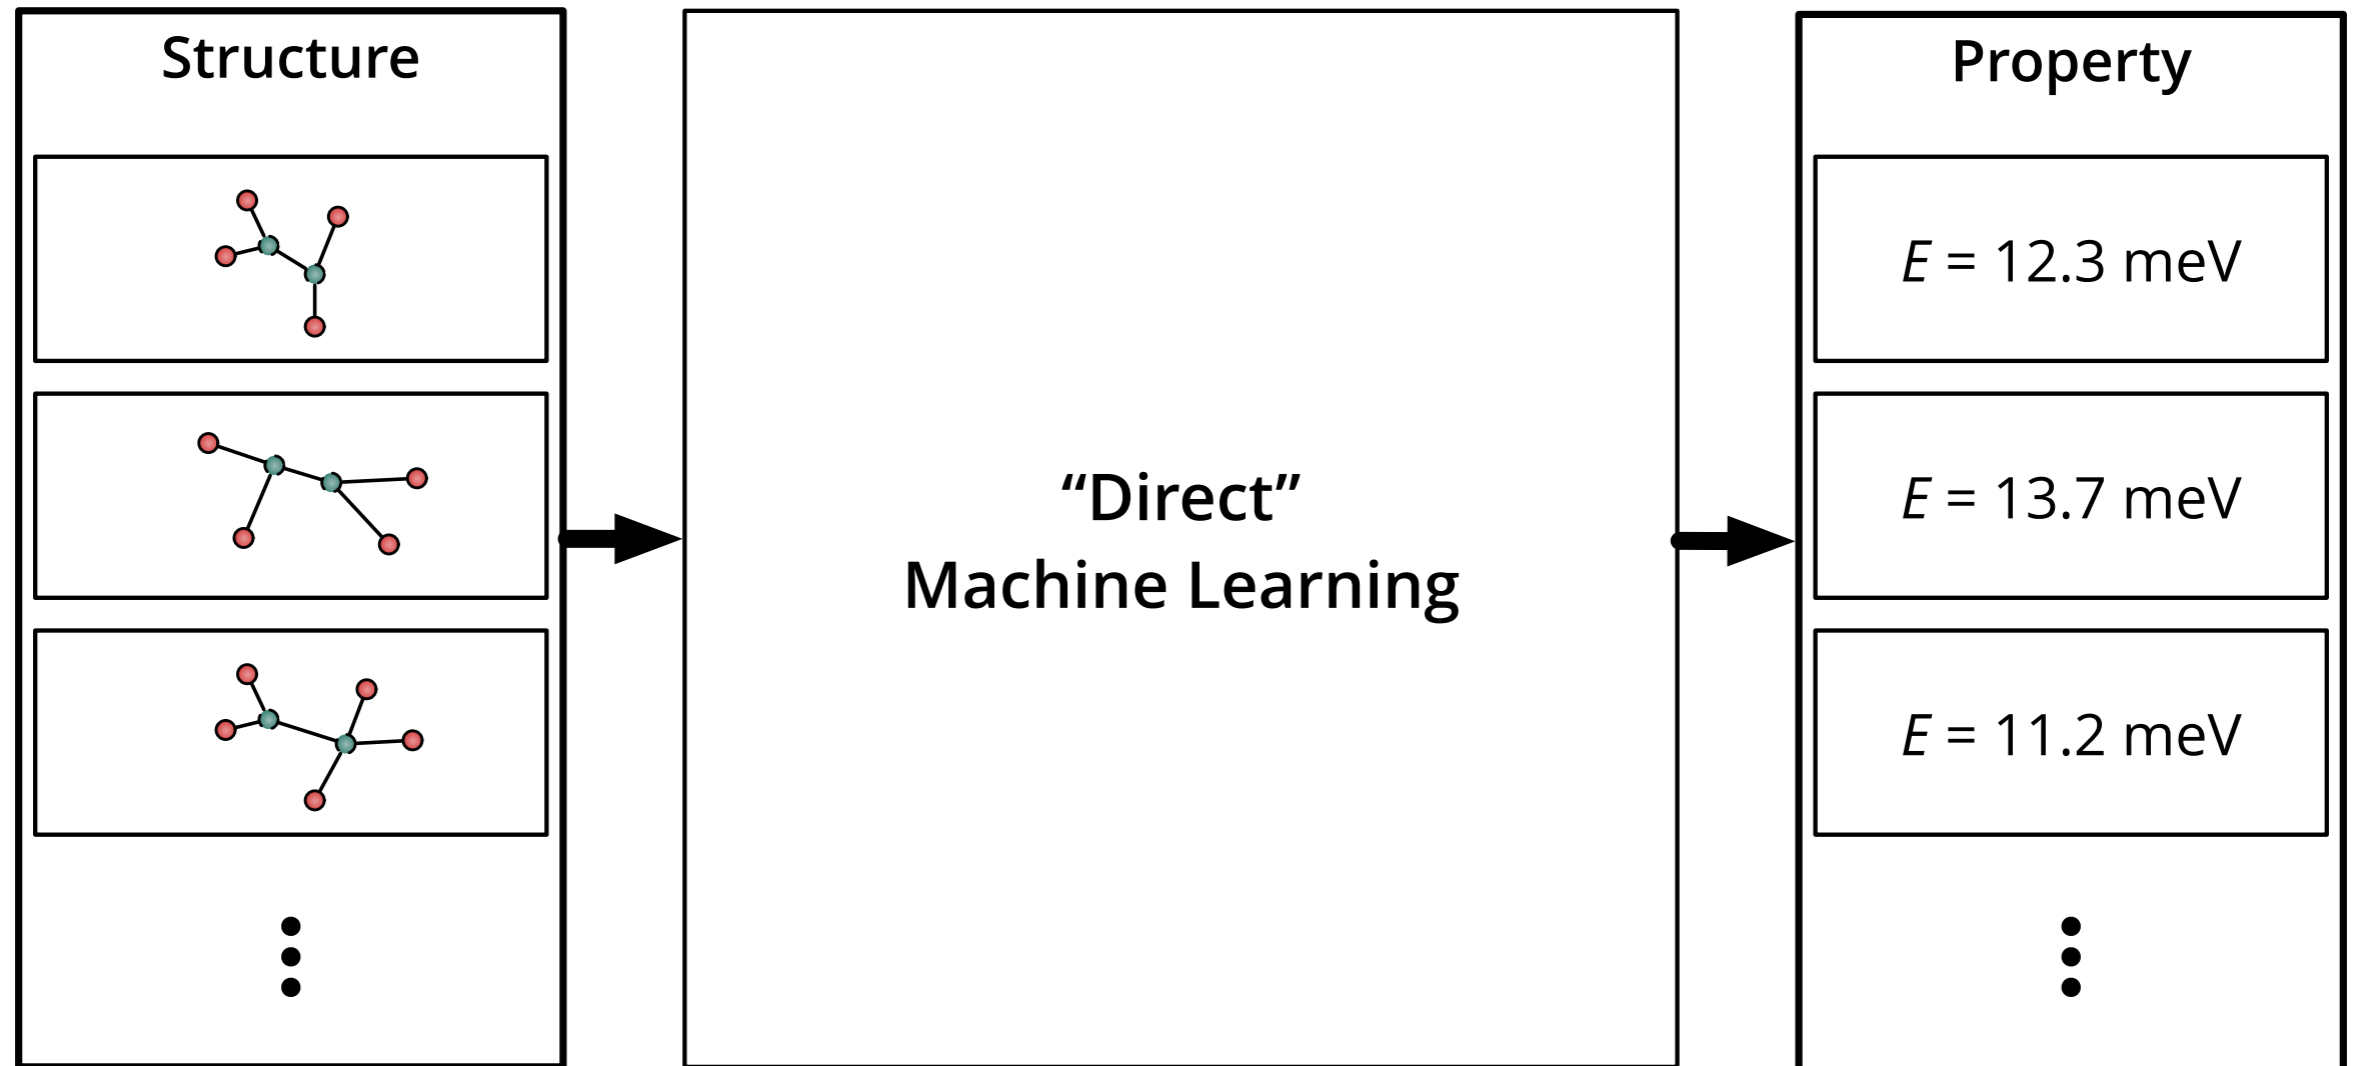 Structure
“Direct”
Machine Learning
Property
E = 12.3 meV
E = 13.7 meV
E = 11.2 meV